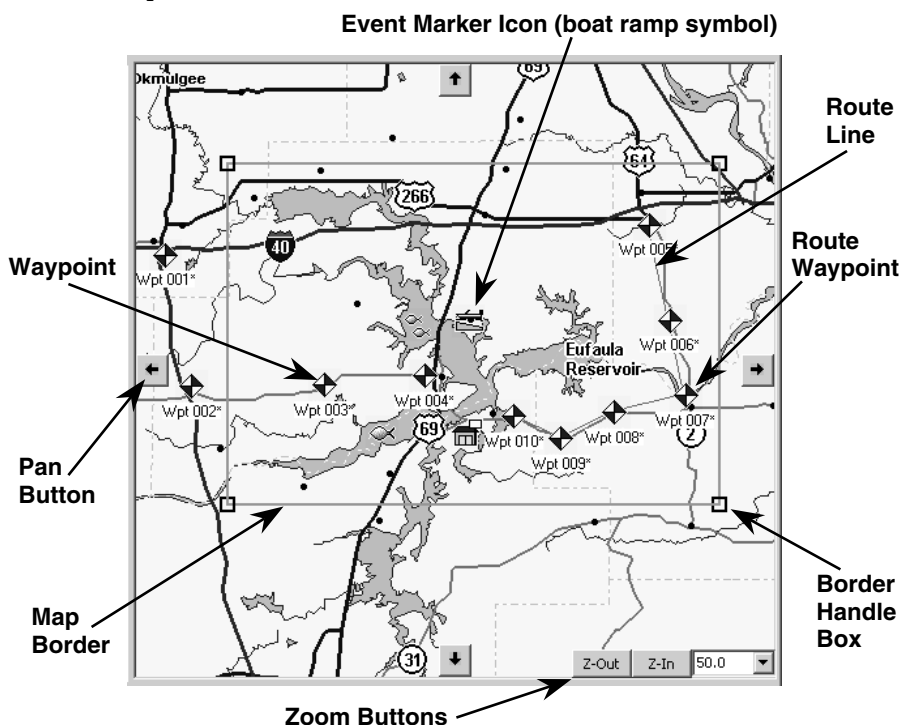 Event Marker Icon (boat ramp symbol)
Okmulgee
69
Route
Line
64
266
40
Wpt 005*
Route
Waypoint
Waypoint
Wpt 001*
Wpt 006*
Eufaula
Reservoir
Wpt 002*
Wpt 003*
Wpt 004*
Wpt 007*
69
Wpt 010*
Wpt 008*
2
Wpt 009*
Pan
Button
Map
Border
Border
Handle
Box
31
Z-Out
Z-In
50.0
Zoom Buttons